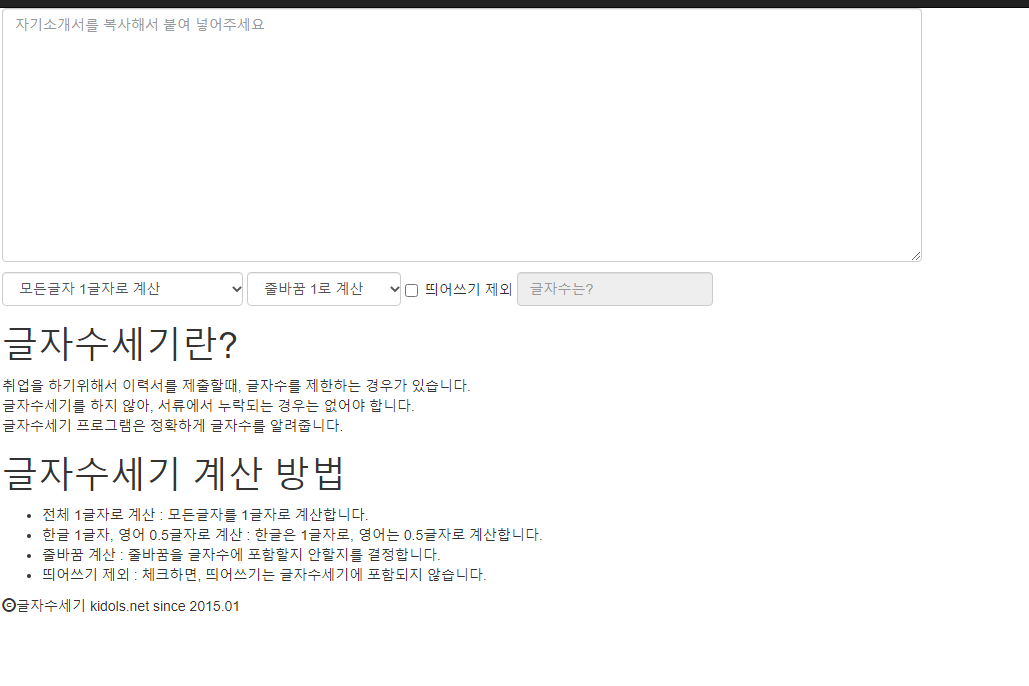 자기소개서를 복사해서 붙여 넣어주세요
모든글자 1글자로 계산 줄바꿈 1로 계산 띄어쓰기 제외 글자수는?
글자수세기란?
취업을 하기위해서 이력서를 제출할때, 글자수를 제한하는 경우가 있습니다.
글자수세기를 하지 않아, 서류에서 누락되는 경우는 없어야 합니다.
글자수세기 프로그램은 정확하게 글자수를 알려줍니다.
글자수세기 계산 방법
• 전체 1글자로 계산 : 모든글자를 1글자로 계산합니다.
• 한글 1글자, 영어 0.5글자로 계산 : 한글은 1글자로, 영어는 0.5글자로 계산합니다.
• 줄바꿈 계산 : 줄바꿈을 글자수에 포함할지 안할지를 결정합니다.
• 띄어쓰기 제외 : 체크하면, 띄어쓰기는 글자수세기에 포함되지 않습니다.
©글자수세기 kidols.net since 2015.01